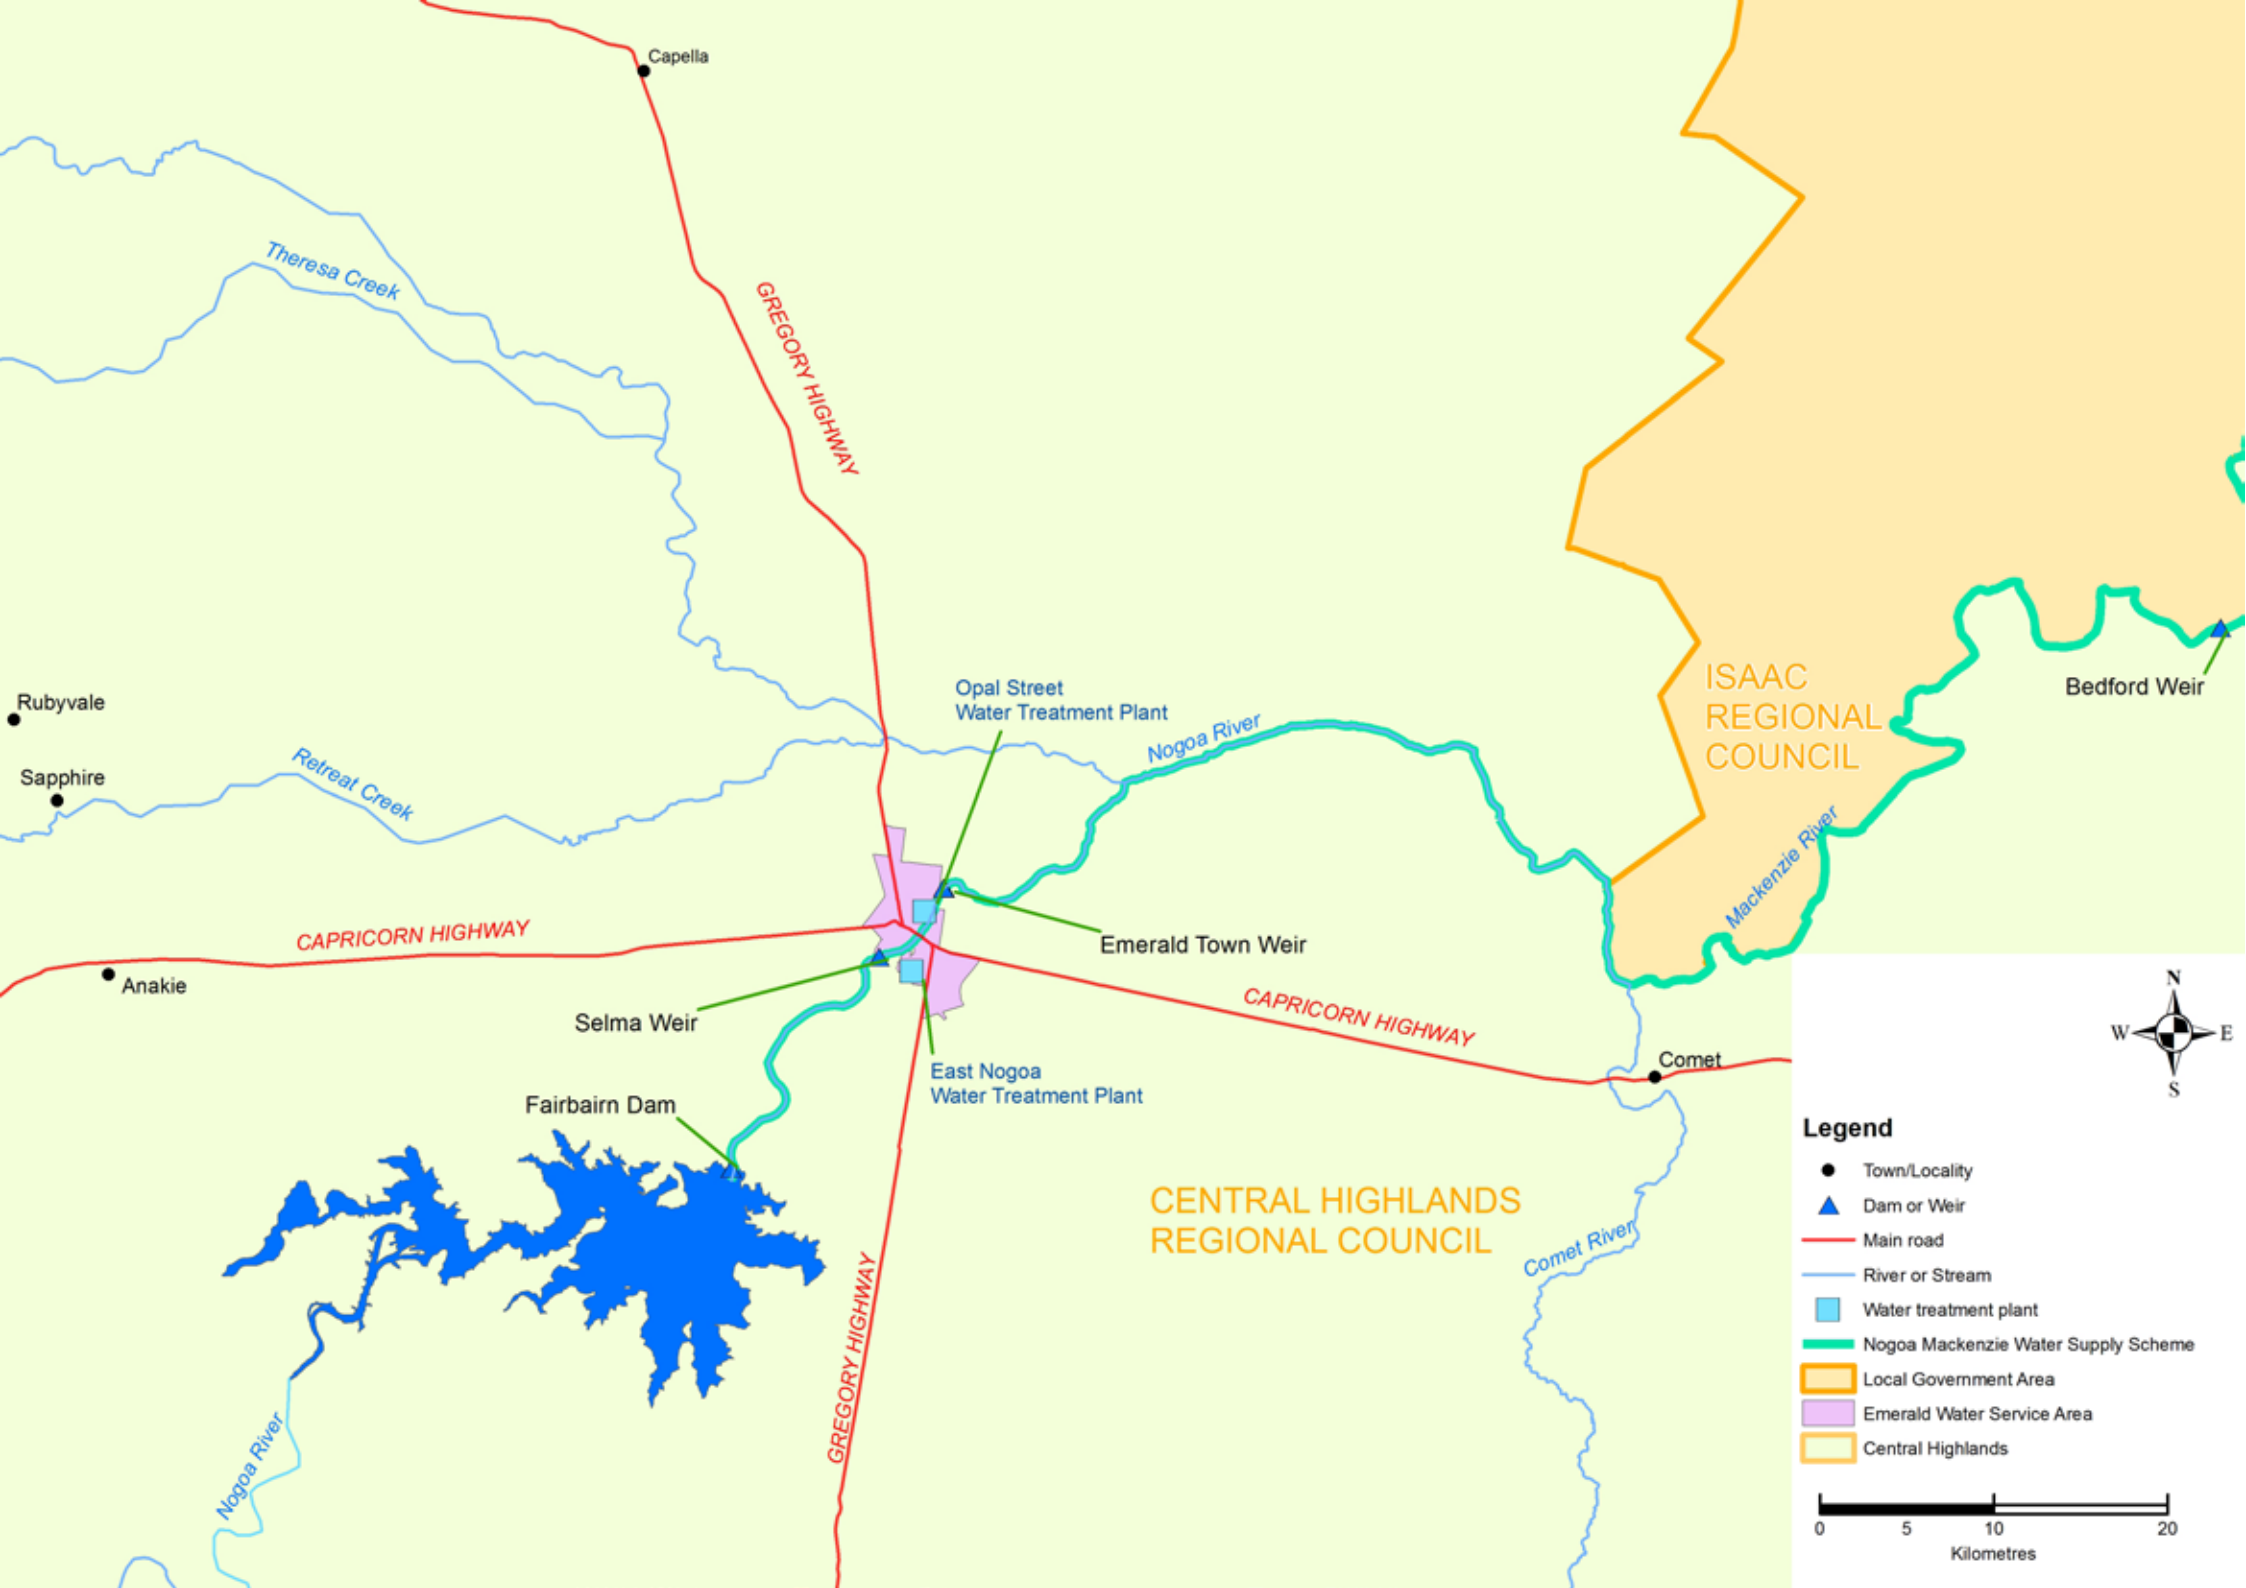 Capella
Theresa Creek
GREGORY HIGHWAY
Opal Street
Water Treatment Plant
Nogoa River
ISAAC
REGIONAL
COUNCIL
Bedford Weir
Rubyvale
Sapphire
Retreat Creek
Mackenzie River
CAPRICORN HIGHWAY
Anakie
Emerald Town Weir
Selma Weir
CAPRICORN HIGHWAY
East Nogoa
Water Treatment Plant
Comet
Fairbairn Dam
CENTRAL HIGHLANDS
REGIONAL COUNCIL
Comet River
GREGORY HIGHWAY
Nogoa River
N
W E
S
Legend
Town/Locality
Dam or Weir
Main road
River or Stream
Water treatment plant
Nogoa Mackenzie Water Supply Scheme
Local Government Area
Emerald Water Service Area
Central Highlands
0 5 10 20
Kilometres